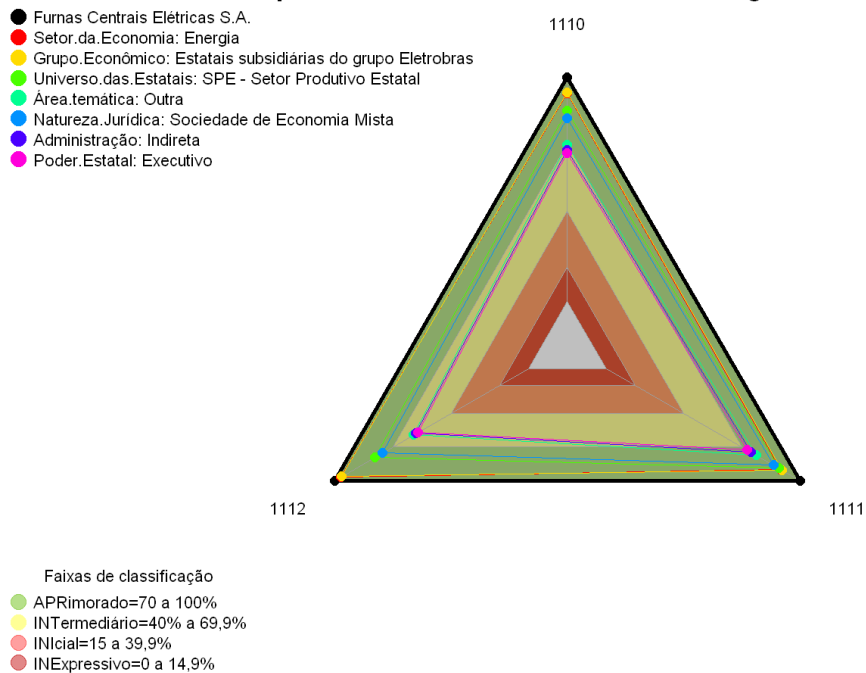 Furnas Centrais Elétricas S.A.
Setor.da.Economia: Energia
Grupo.Econômico: Estatais subsidiárias do grupo Eletrobras
Universo.das.Estatais: SPE - Setor Produtivo Estatal
Área.temática: Outra
Natureza.Jurídica: Sociedade de Economia Mista
Administração: Indireta
Poder.Estatal: Executivo
1110
1112
1111
Faixas de classificação
APRimorado=70 a 100%
INTermediário=40% a 69,9%
INIcial=15 a 39,9%
INExpressivo=0 a 14,9%